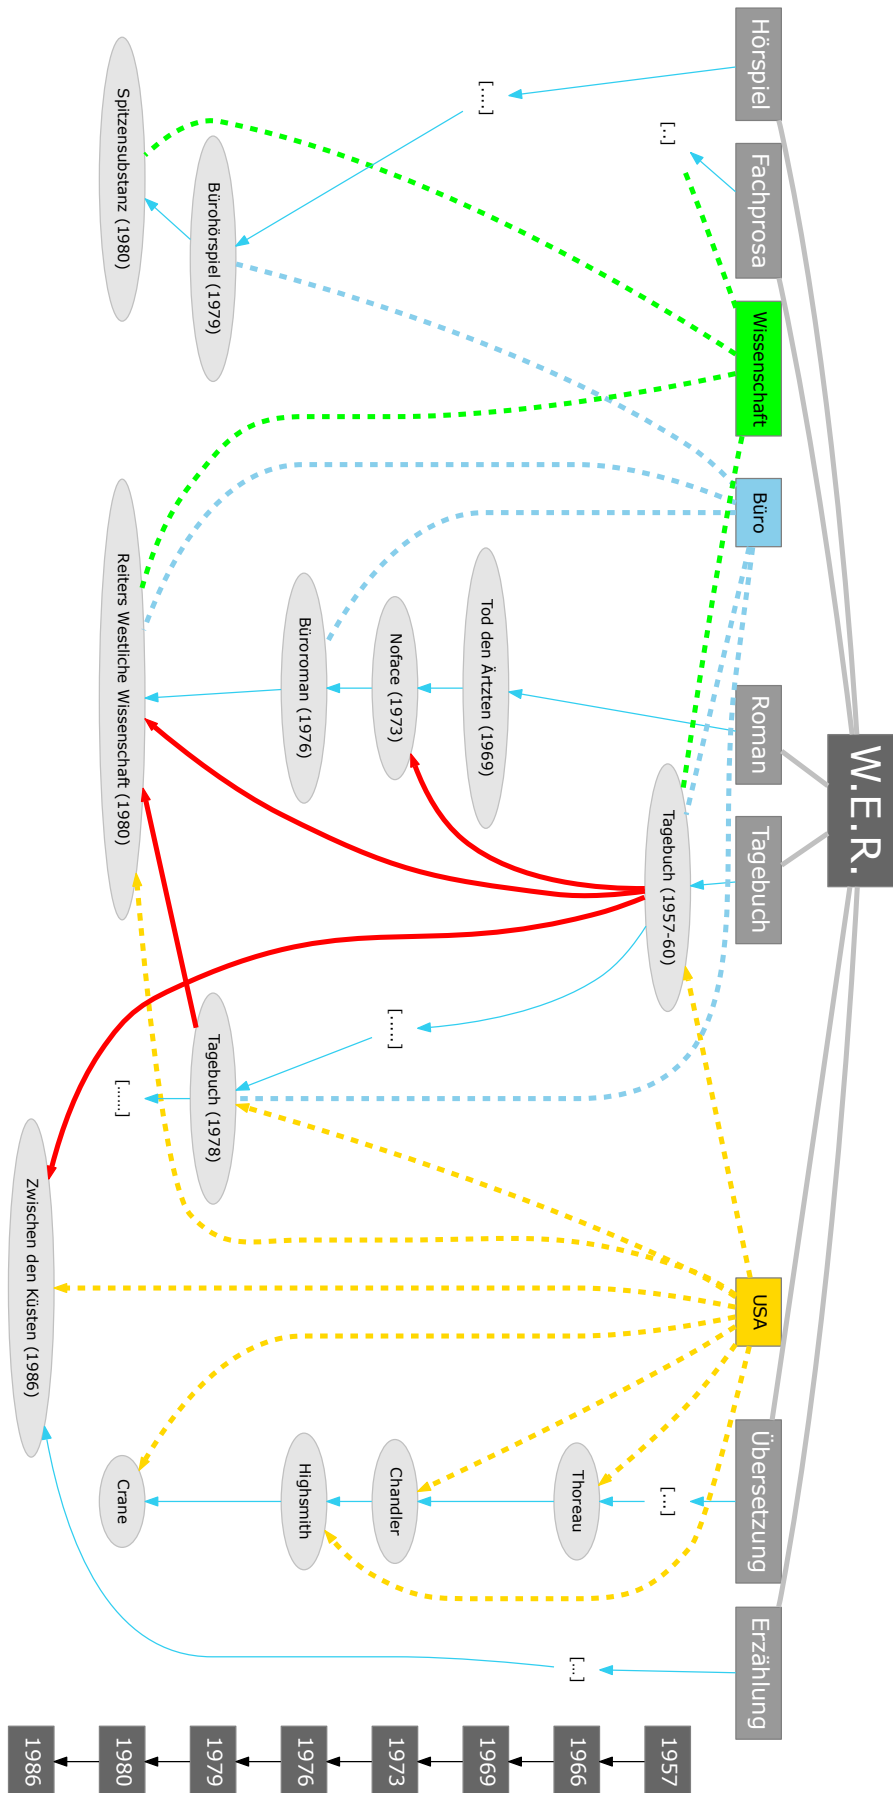 W.E.R.
Hörspiel
Fachprosa
Wissenschaft
Büro
Roman
Tagebuch
USA
Übersetzung
Erzählung
[..]
Tagebuch (1957-60)
[...]
1957
Thoreau
[...]
1966
[....]
Tod den Ärtzten (1969)
1969
Noface (1973)
[......]
Chandler
1973
Büroroman (1976)
Highsmith
1976
Bürohörspiel (1979)
Tagebuch (1978)
1979
Spitzensubstanz (1980)
Reiters Westliche Wissenschaft (1980)
[......]
Crane
1980
Zwischen den Küsten (1986)
1986